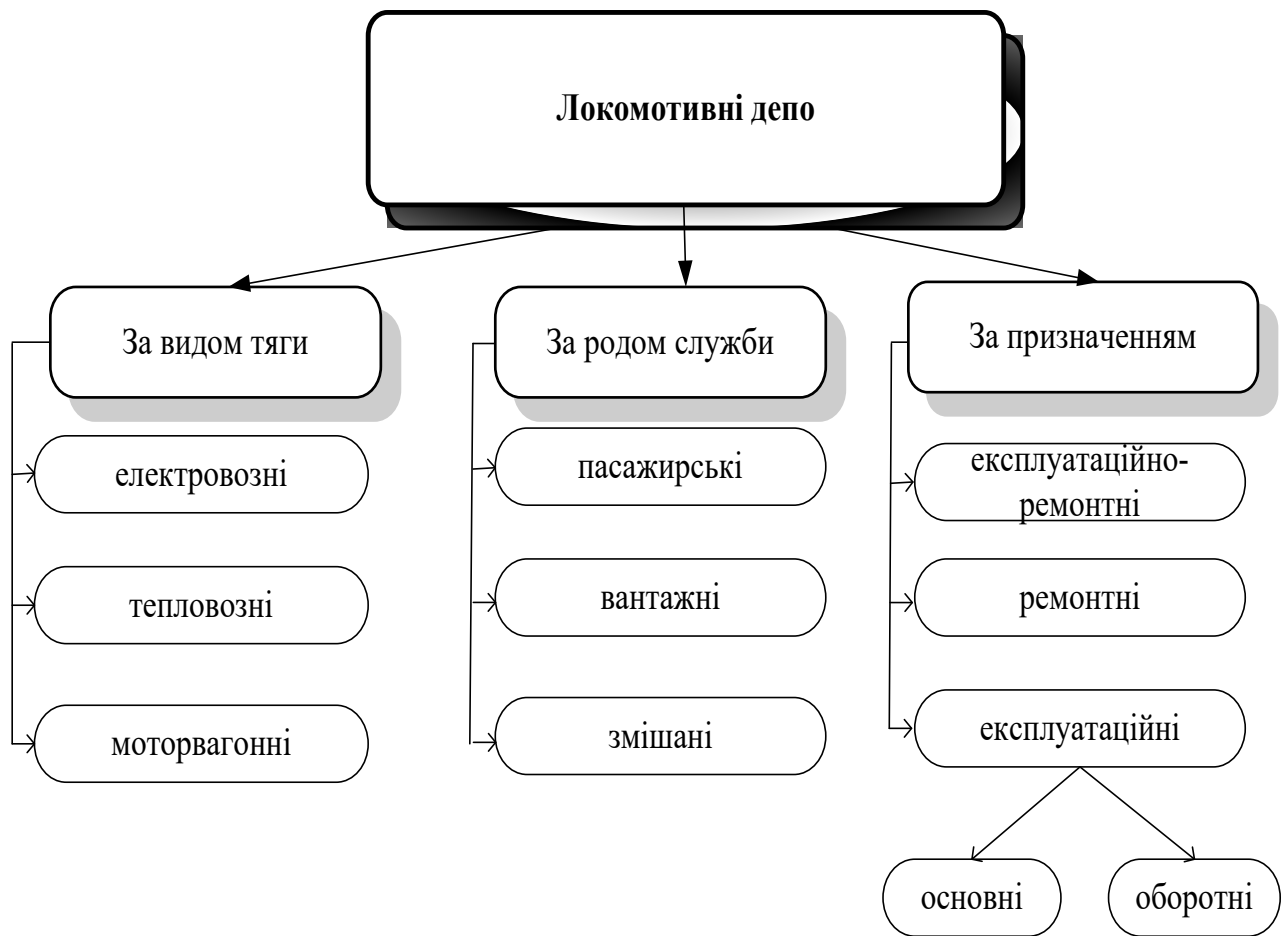 Локомотивні депо
За видом тяги
електровозні
тепловозні
моторвагонні
За родом служби
пасажирські
вантажні
змішані
За призначенням
експлуатаційно-
ремонтні
ремонтні
експлуатаційні
основні
оборотні